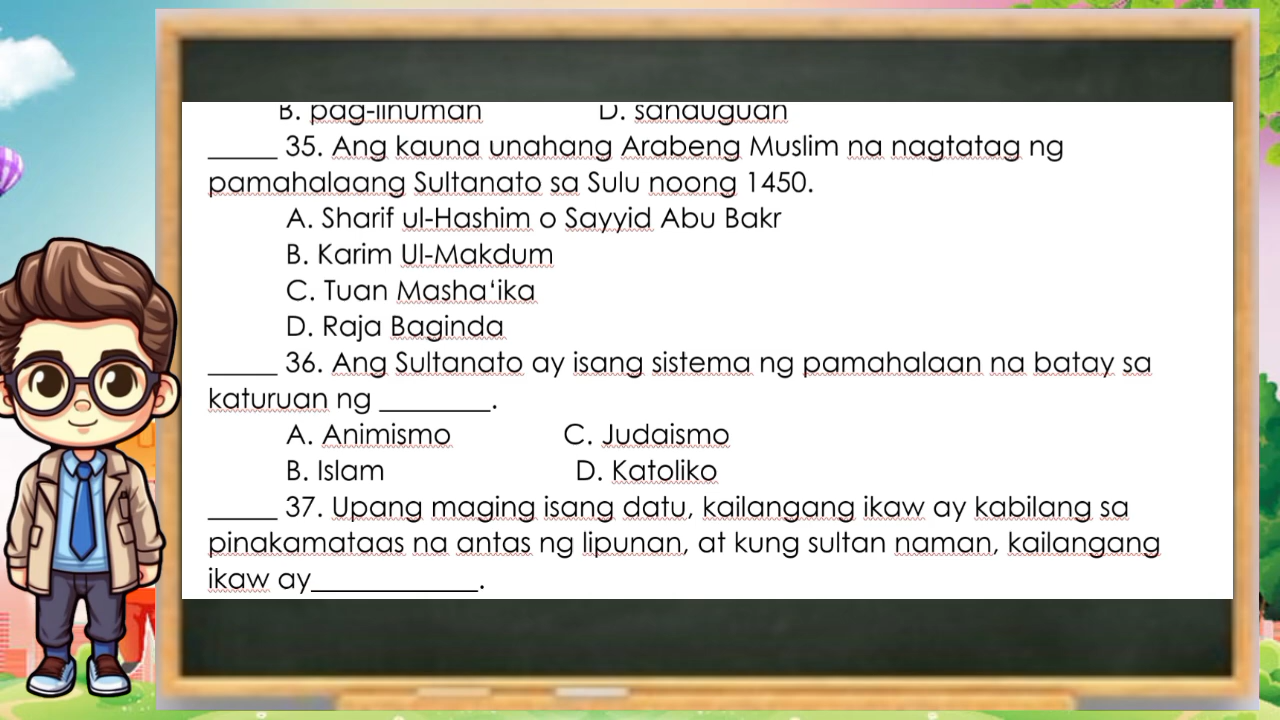 B. pag-iinuman D. sanduguan
_____ 35. Ang kauna unahang Arabeng Muslim na nagtatag ng
pamahalaang Sultanato sa Sulu noong 1450.
A. Sharif ul-Hashim o Sayyid Abu Bakr
B. Karim Ul-Makdum
C. Tuan Masha‘ika
D. Raja Baginda
_____ 36. Ang Sultanato ay isang sistema ng pamahalaan na batay sa
katuruan ng ________.
A. Animismo C. Judaismo
B. Islam D. Katoliko
_____ 37. Upang maging isang datu, kailangang ikaw ay kabilang sa
pinakamataas na antas ng lipunan, at kung sultan naman, kailangang
ikaw ay____________.